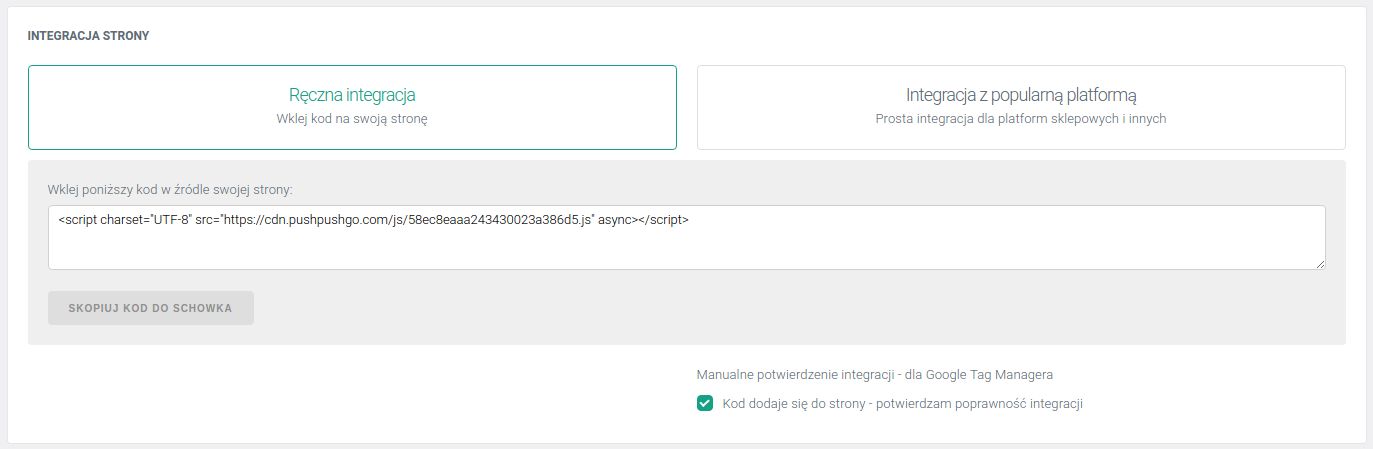 INTEGRACJA STRONY
Ręczna integracja
Wklej kod na swoją stronę
Integracja z popularną platformą
Prosta integracja dla platform sklepowych i innych
Wklej poniższy kod w źródle swojej strony:
<script charset="UTF-8" src="https://cdn.pushpushgo.com/js/58ec8eaaa243430023a386d5.js" async></script>
SKOPIUJ KOD DO SCHOWKA
Manualne potwierdzenie integracji - dla Google Tag Managera
Kod dodaje się do strony - potwierdzam poprawność integracji